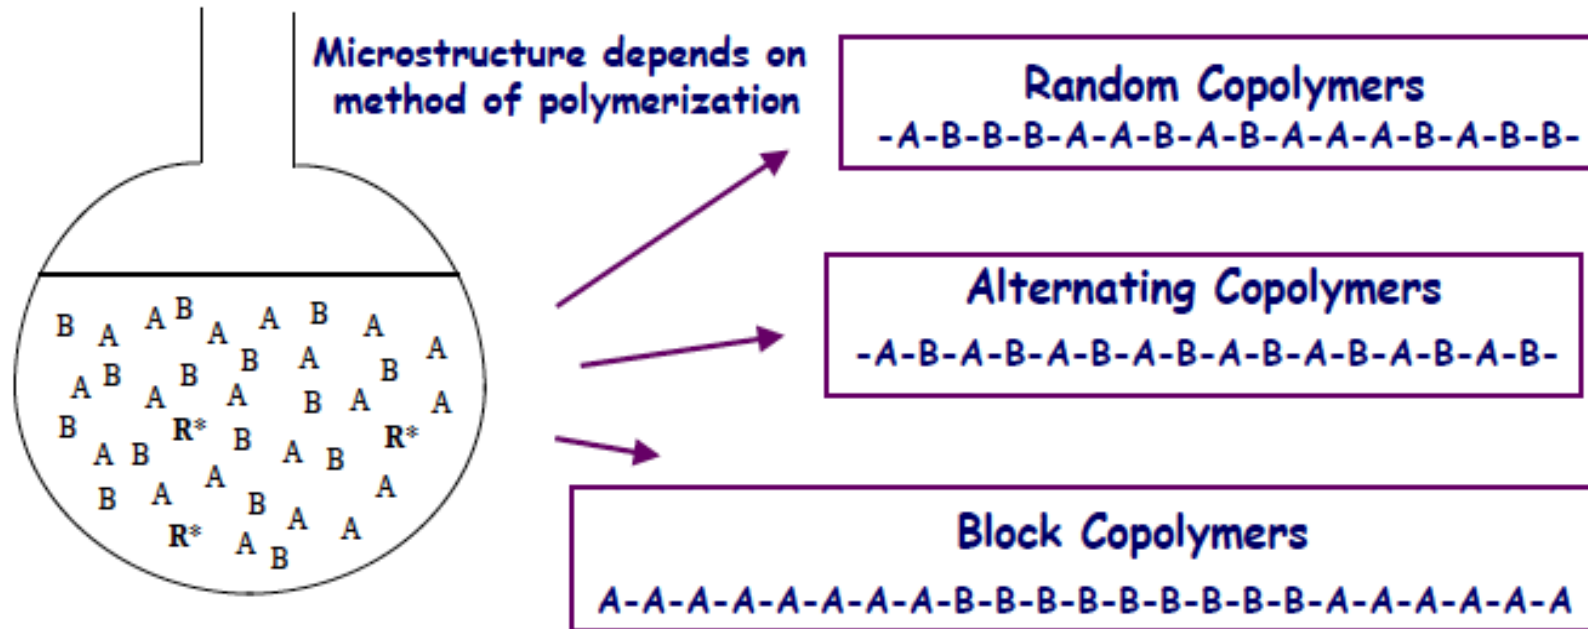 Microstructure depends on
method of polymerization
Random Copolymers
-A-B-B-B-A-A-B-A-B-A-A-A-B-A-B-B-
Alternating Copolymers
-A-B-A-B-A-B-A-B-A-B-A-B-A-B-A-B-
Block Copolymers
A-A-A-A-A-A-A-A-B-B-B-B-B-B-B-B-B-A-A-A-A-A-A
B A A B A A B A
B A A
A B B B
A A B A A
B R* B R*
A B A B
B A A B A
R* A B A A